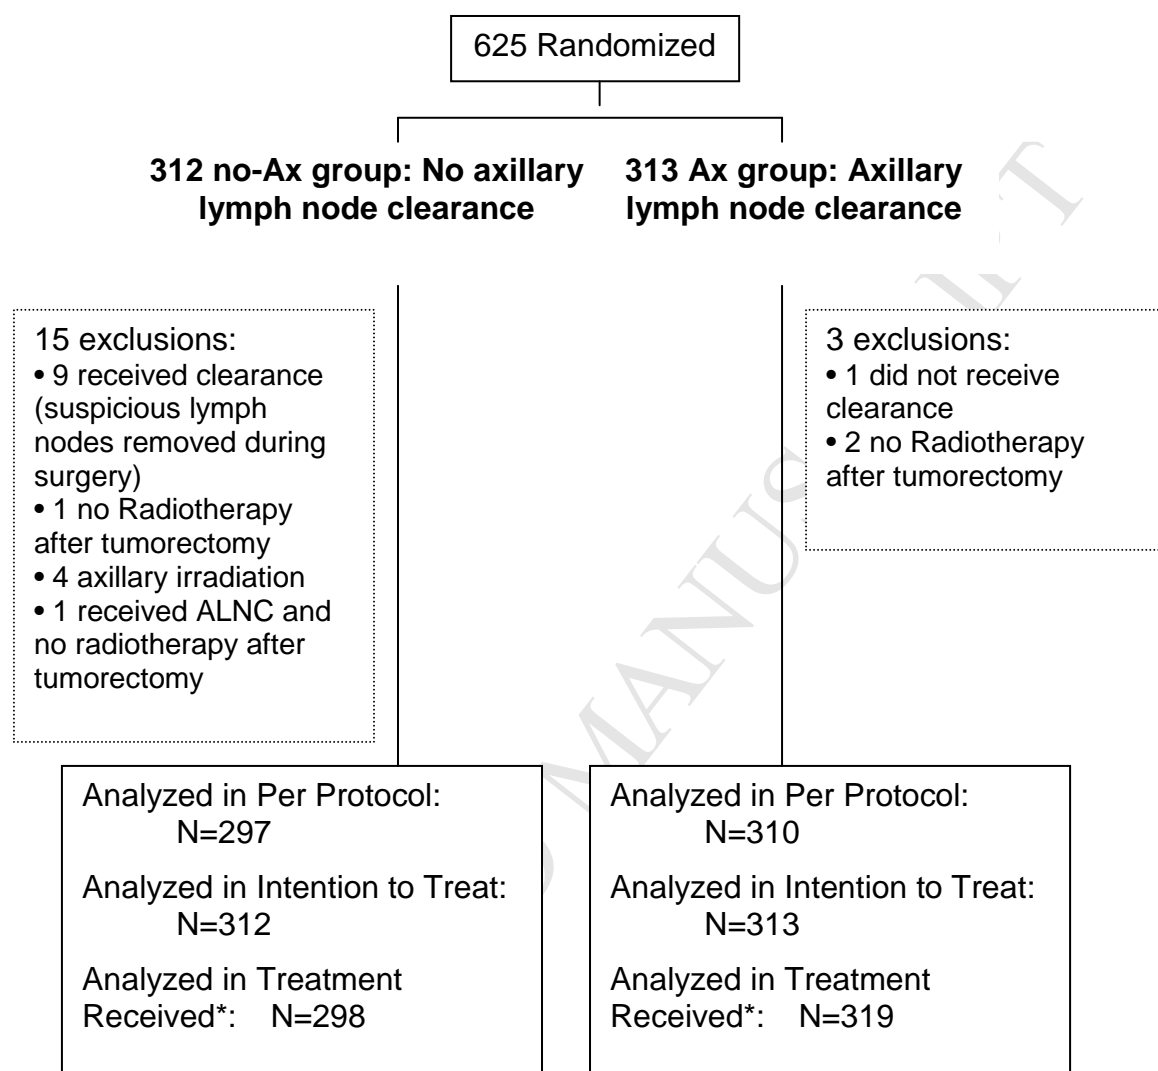 625 Randomized
312 no-Ax group: No axillary
lymph node clearance
313 Ax group: Axillary
lymph node clearance
15 exclusions:
• 9 received clearance
(suspicious lymph
nodes removed during
surgery)
• 1 no Radiotherapy
after tumorectomy
• 4 axillary irradiation
• 1 received ALNC and
no radiotherapy after
tumorectomy
3 exclusions:
• 1 did not receive
clearance
• 2 no Radiotherapy
after tumorectomy
Analyzed in Per Protocol:
N=297
Analyzed in Intention to Treat:
N=312
Analyzed in Treatment
Received*: N=298
Analyzed in Per Protocol:
N=310
Analyzed in Intention to Treat:
N=313
Analyzed in Treatment
Received*: N=319